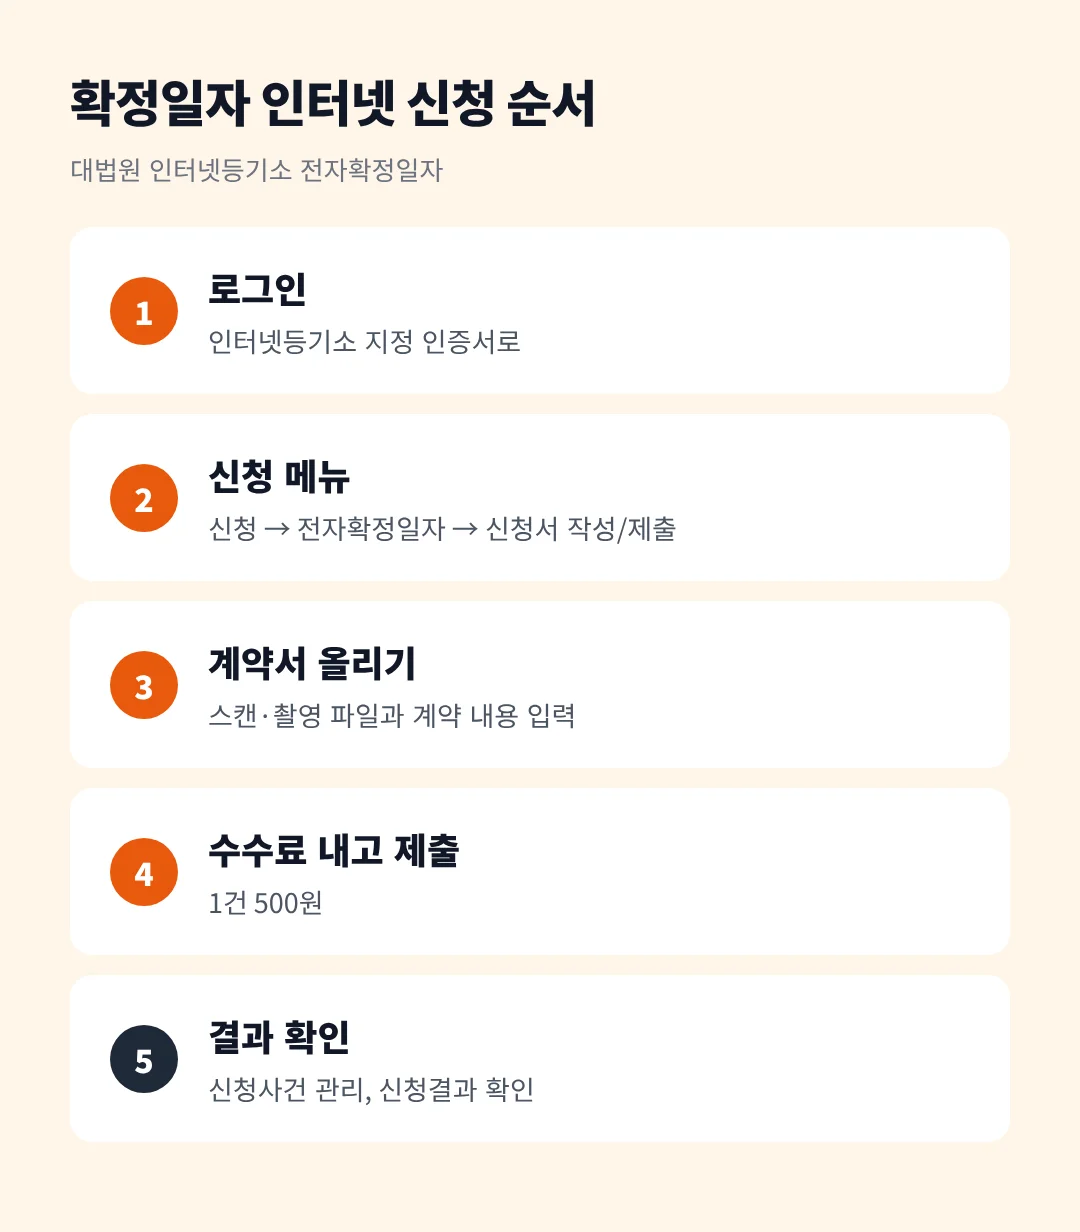 확정일자 인터넷 신청 순서
대법원 인터넷등기소 전자확정일자
1
로그인
인터넷등기소 지정 인증서로
2
신청 메뉴
신청 → 전자확정일자 → 신청서 작성/제출
3
계약서 올리기
스캔·촬영 파일과 계약 내용 입력
4
수수료 내고 제출
1건 500원
5
결과 확인
신청사건 관리, 신청결과 확인